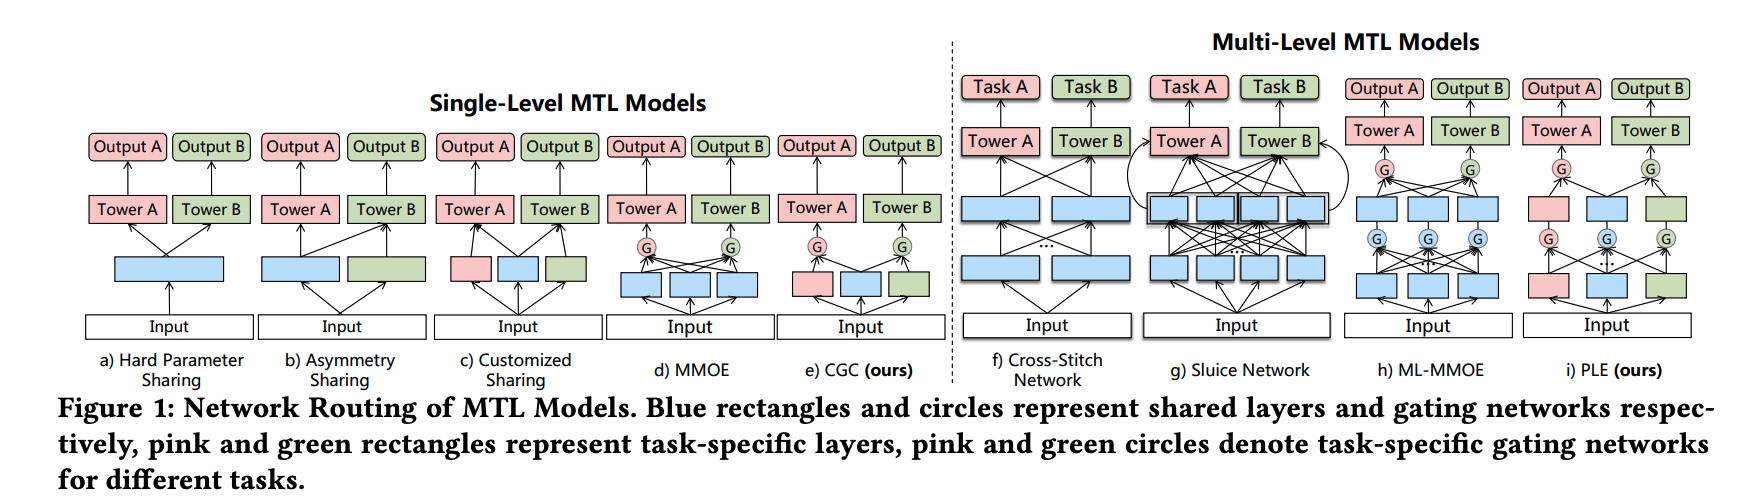 Single-Level MTL Models
Output A Output B
Tower A Tower B
Input
a) Hard Parameter
Sharing
Output A Output B
Tower A Tower B
Input
b) Asymmetry
Sharing
Output A Output B
Tower A Tower B
Input
c) Customized
Sharing
Output A Output B
Tower A Tower B
G G
Input
d) MMOE
Output A Output B
Tower A Tower B
G G
Input
e) CGC (ours)
Multi-Level MTL Models
Task A Task B
Tower A Tower B
...
Input
f) Cross-Stitch
Network
Task A Task B
Tower A Tower B
...
Input
g) Sluice Network
Output A Output B
Tower A Tower B
G G
G G G
...
Input
h) ML-MMOE
Output A Output B
Tower A Tower B
G G
G G G
...
Input
i) PLE (ours)
Figure 1: Network Routing of MTL Models. Blue rectangles and circles represent shared layers and gating networks respec-
tively, pink and green rectangles represent task-specific layers, pink and green circles denote task-specific gating networks
for different tasks.